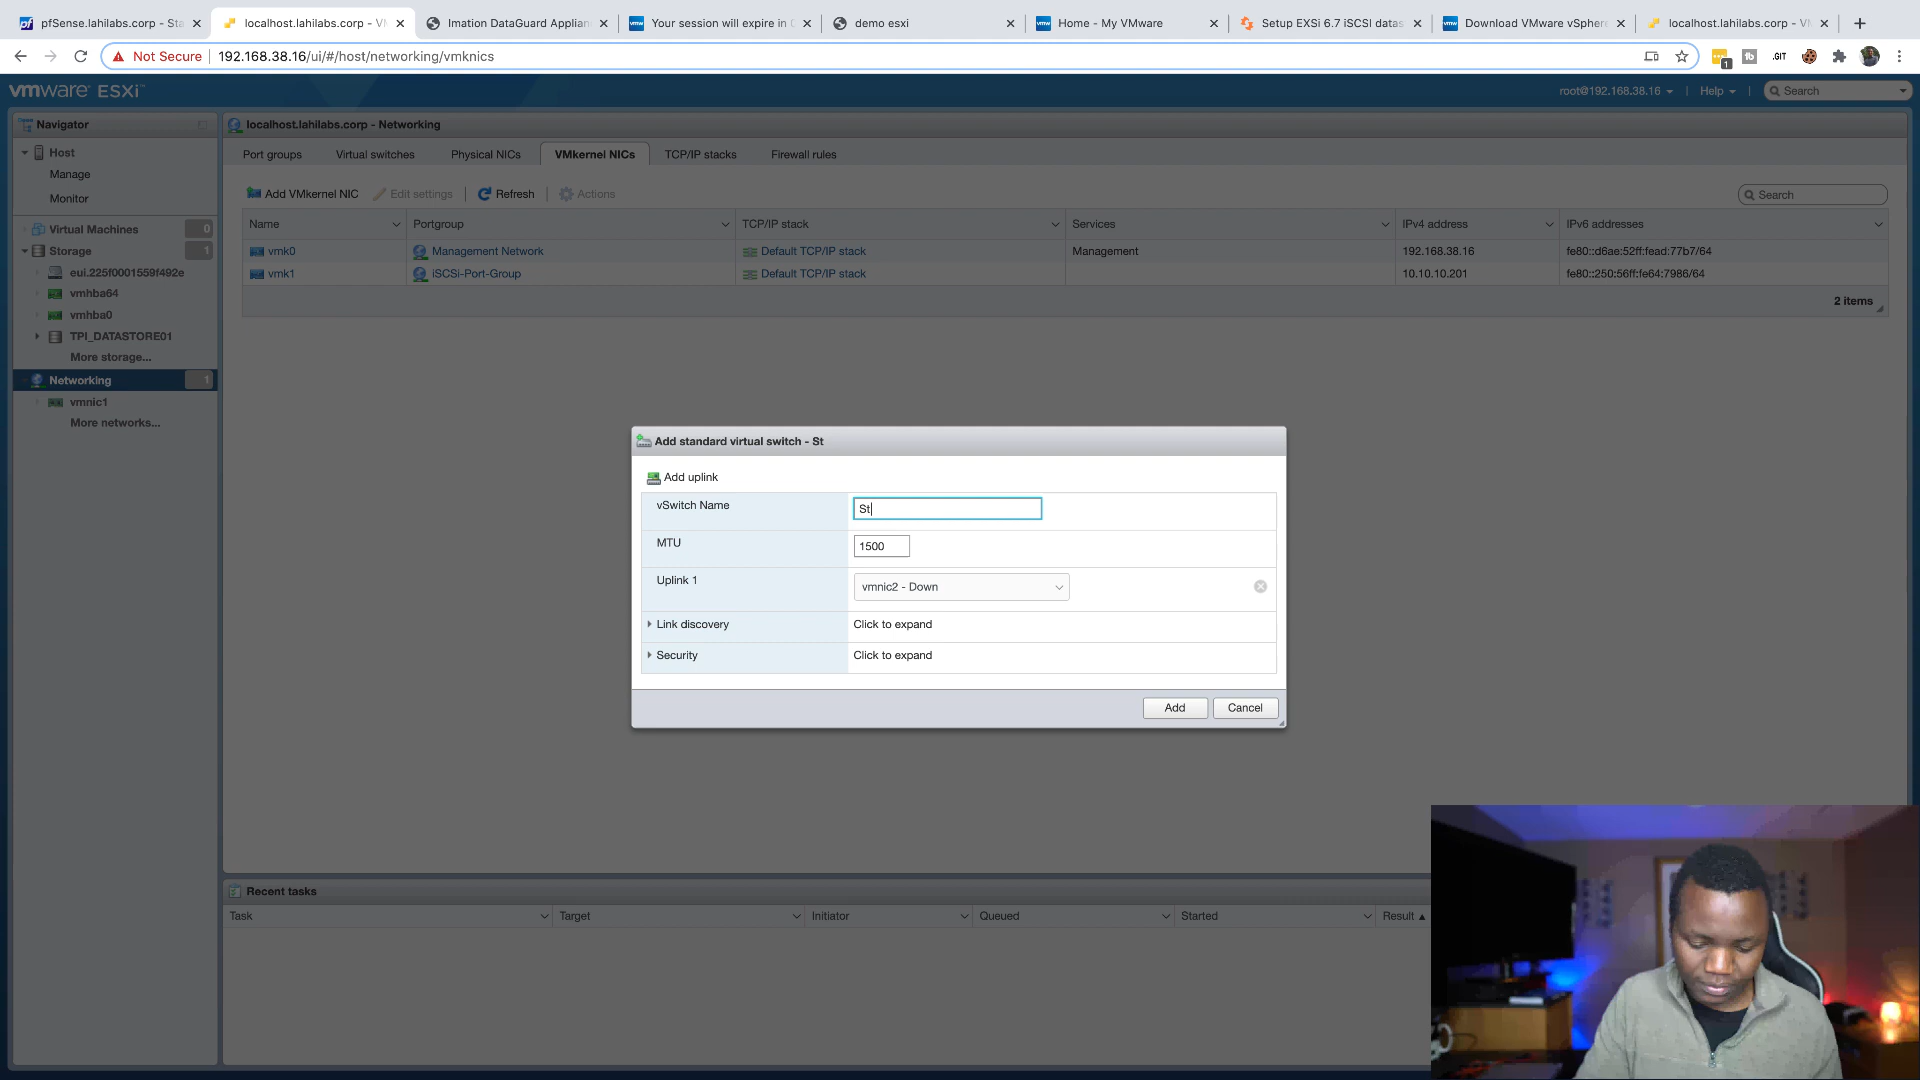 pfSense.lahilabs.corp - Sta
localhost.lahilabs.corp - VM
Imation DataGuard Applian
Your session will expire in
demo esxi
Home - My VMware
Setup EXSi 6.7 iSCSI datas
Download VMware vSphere
localhost.lahilabs.corp - VM
Not Secure
192.168.38.16/ui/#/host/networking/vmknics
1
.GIT
vmware ESXi
root@192.168.38.16
Help
Search
Navigator
Host
Manage
Monitor
Virtual Machines
0
Storage
1
eui.225f0001559f492e
vmhba64
vmhba0
TPI_DATASTORE01
More storage...
Networking
1
vmnic1
More networks...
localhost.lahilabs.corp - Networking
Port groups
Virtual switches
Physical NICs
VMkernel NICs
TCP/IP stacks
Firewall rules
Add VMkernel NIC
Edit settings
Refresh
Actions
Search
Name
Portgroup
TCP/IP stack
Services
IPv4 address
IPv6 addresses
vmk0
Management Network
Default TCP/IP stack
Management
192.168.38.16
fe80::d6ae:52ff:fead:77b7/64
vmk1
iSCSi-Port-Group
Default TCP/IP stack
10.10.10.201
fe80::250:56ff:fe64:7986/64
2 items
Add standard virtual switch - St
Add uplink
vSwitch Name
St
MTU
1500
Uplink 1
vmnic2 - Down
Link discovery
Click to expand
Security
Click to expand
Add
Cancel
Recent tasks
Task
Target
Initiator
Queued
Started
Result ▲